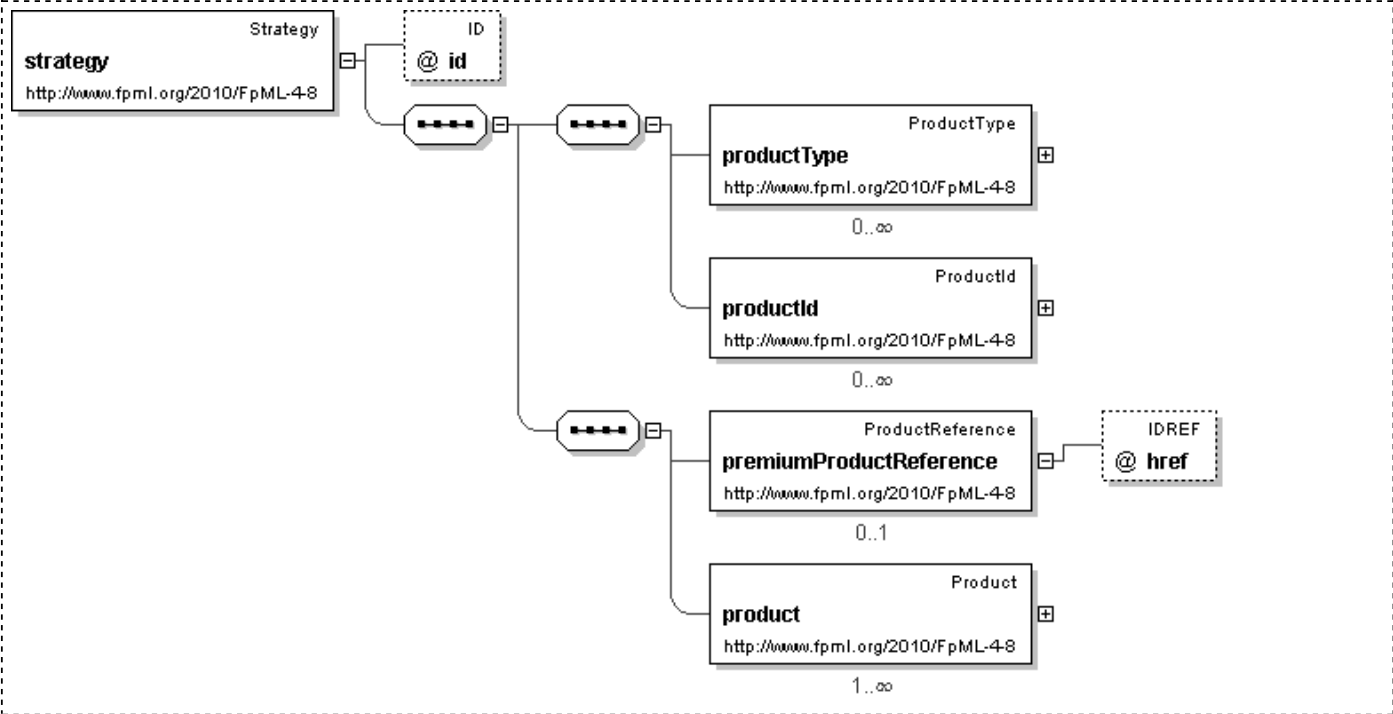 Strategy
strategy
http://www.fpml.org/2010/FpML-4-8
ID
@ id
ProductType
productType
http://www.fpml.org/2010/FpML-4-8
0..∞
ProductId
productId
http://www.fpml.org/2010/FpML-4-8
0..∞
ProductReference
premiumProductReference
http://www.fpml.org/2010/FpML-4-8
0..1
IDREF
@ href
Product
product
http://www.fpml.org/2010/FpML-4-8
1..∞